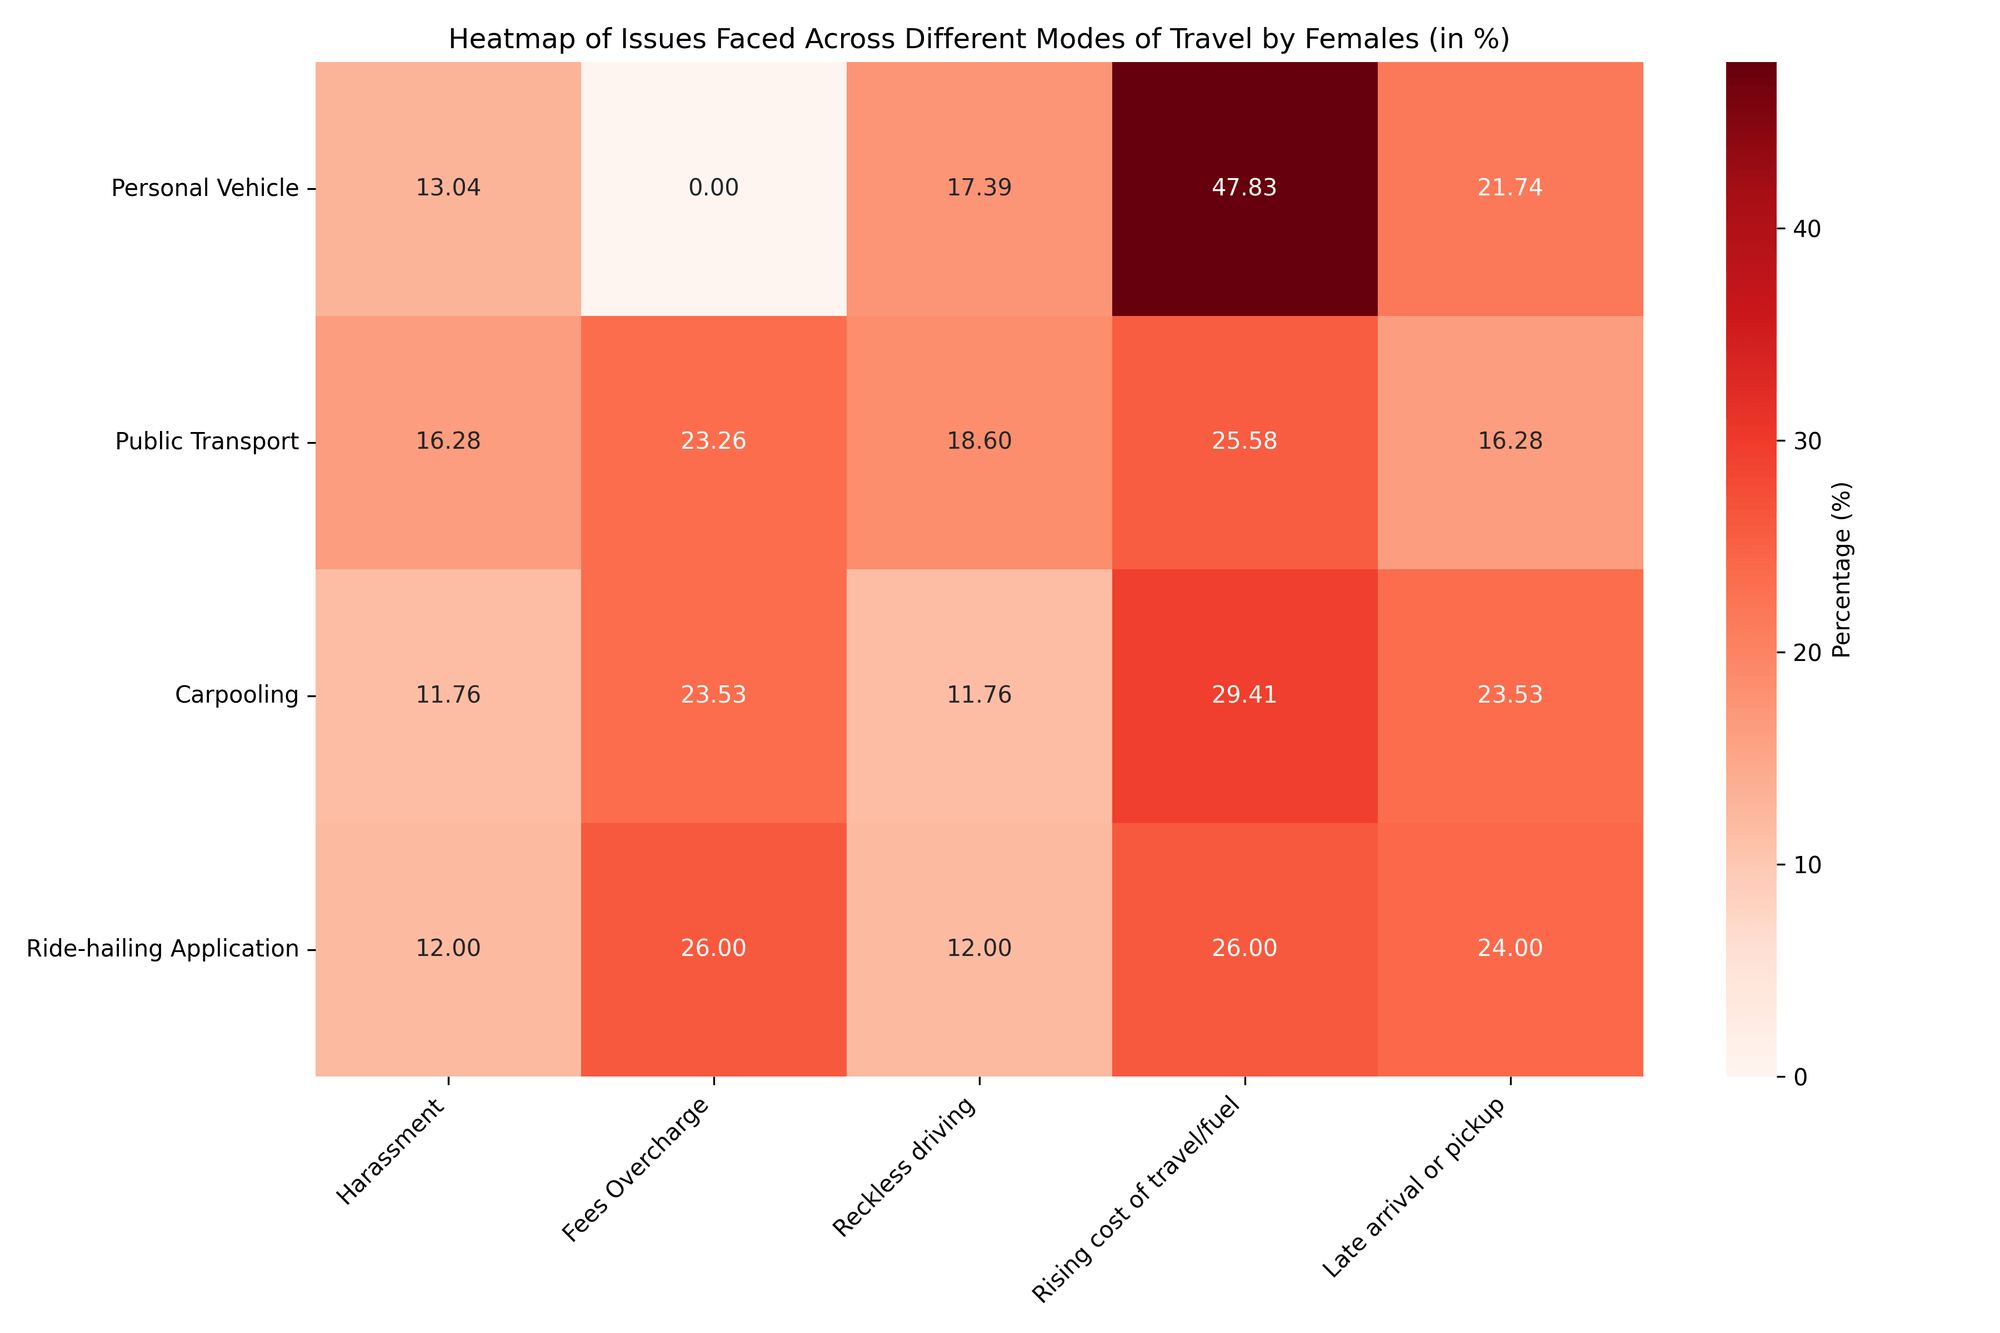 Heatmap of Issues Faced Across Different Modes of Travel by Females (in %)
Personal Vehicle 13.04 0.00 17.39 47.83 21.74
Public Transport 16.28 23.26 18.60 25.58 16.28
Carpooling 11.76 23.53 11.76 29.41 23.53
Ride-hailing Application 12.00 26.00 12.00 26.00 24.00
Harassment
Fees Overcharge
Reckless driving
Rising cost of travel/fuel
Late arrival or pickup
40
30
20
10
0
Percentage (%)